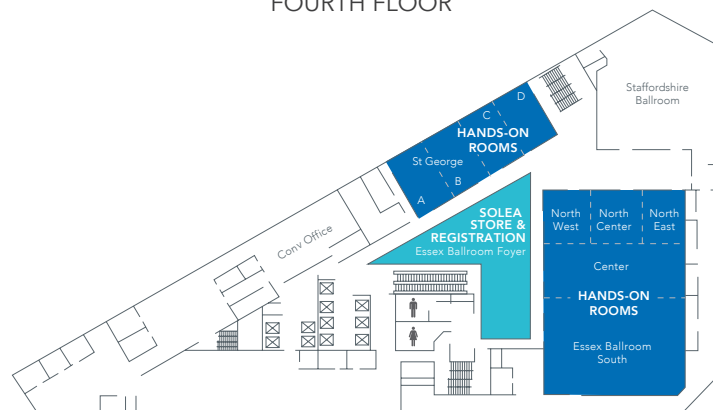 FOURTH FLOOR
Staffordshire
Ballroom
D
C
HANDS-ON
ROOMS
St George
B
A
SOLEA
STORE &
REGISTRATION
Essex Ballroom Foyer
Conv Office
North
West
North
Center
North
East
Center
HANDS-ON
ROOMS
Essex Ballroom
South